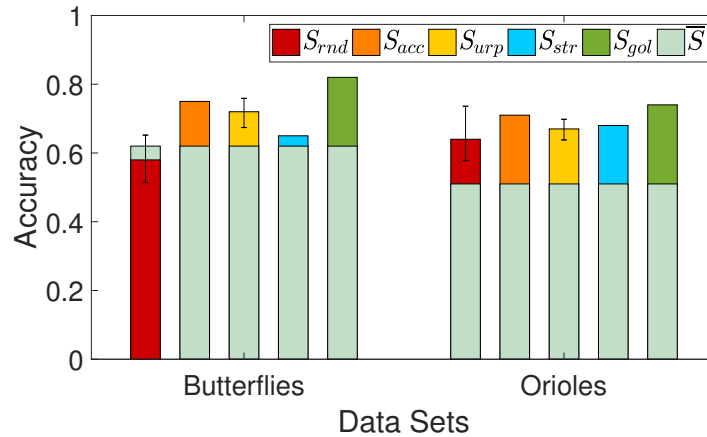 1
S_rnd S_acc S_urp S_str S_gol S̅
0.8
0.6
0.4
0.2
0
Accuracy
Butterflies Orioles
Data Sets